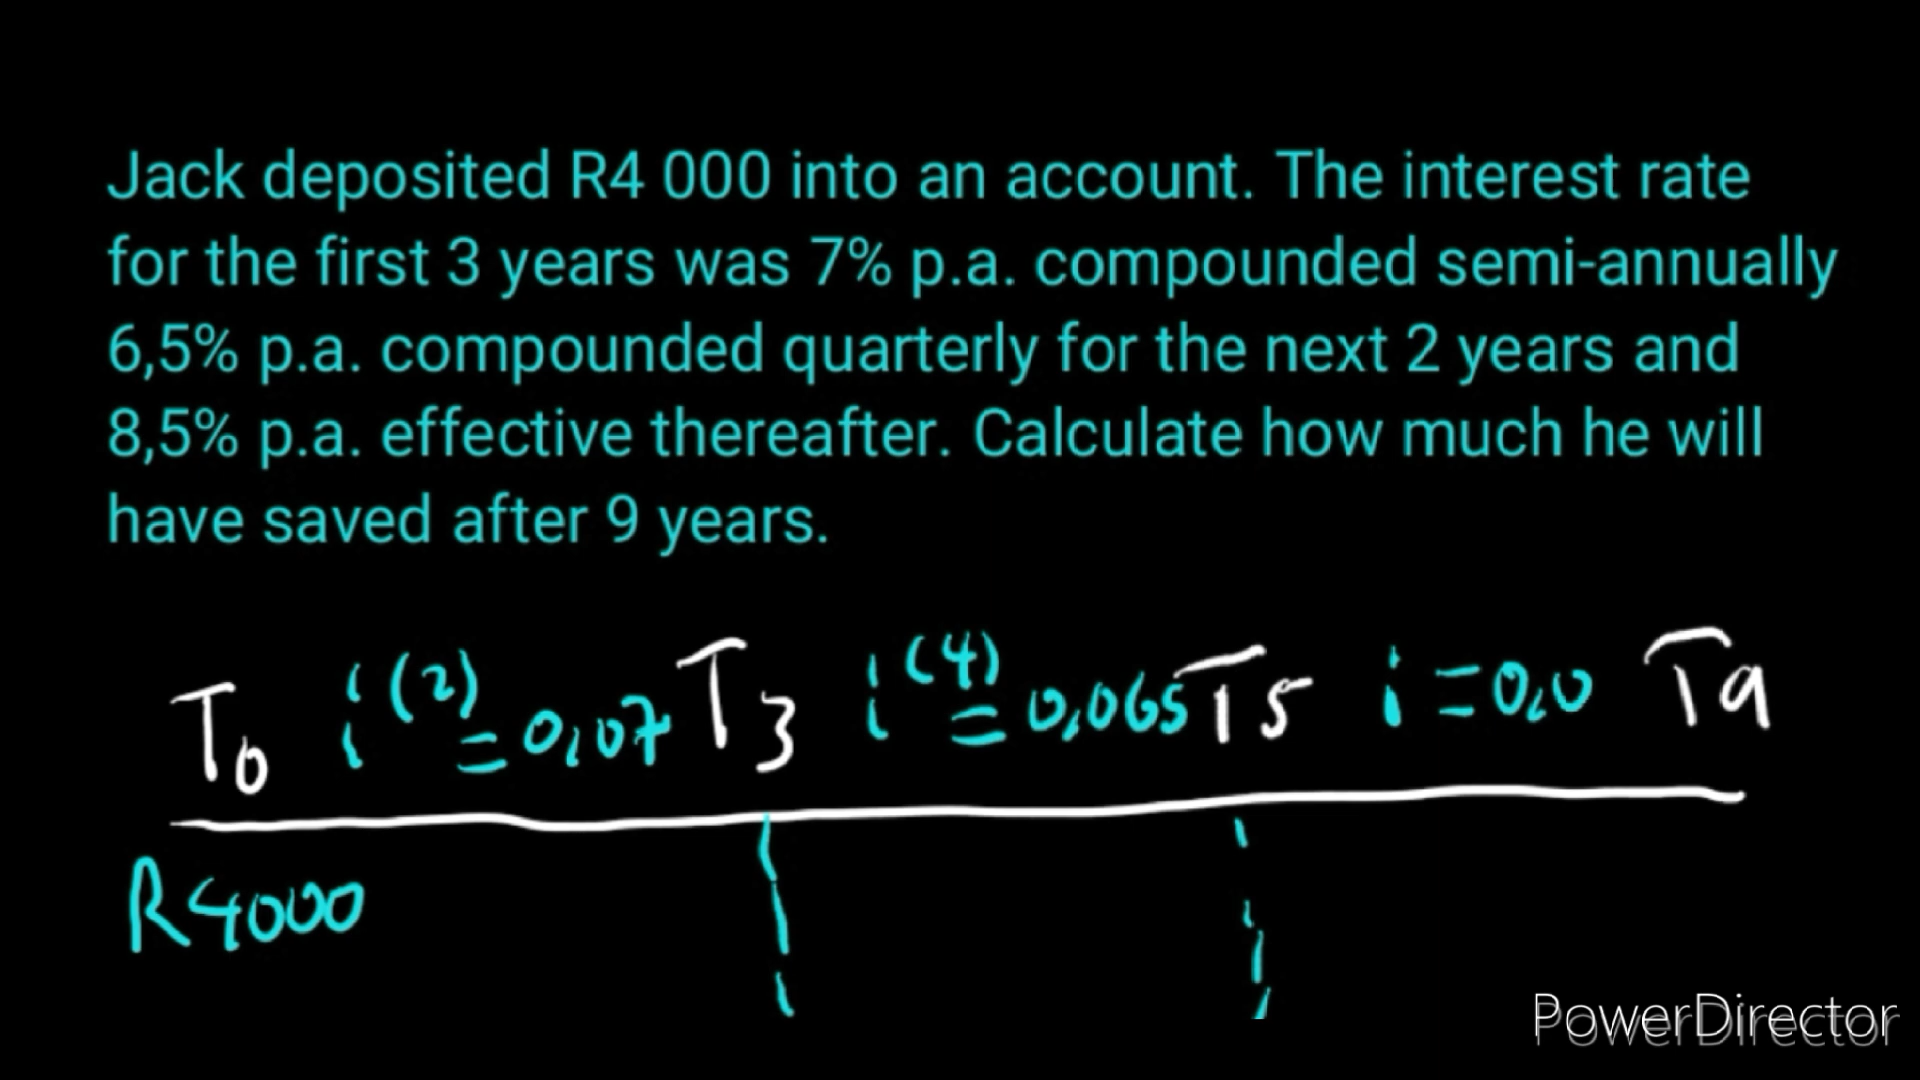 Jack deposited R4 000 into an account. The interest rate
for the first 3 years was 7% p.a. compounded semi-annually
6,5% p.a. compounded quarterly for the next 2 years and
8,5% p.a. effective thereafter. Calculate how much he will
have saved after 9 years.
T0 i(2) = 0,07 T3 i(4) = 0,065 T5 i = 0,0 T9
R4000
PowerDirector